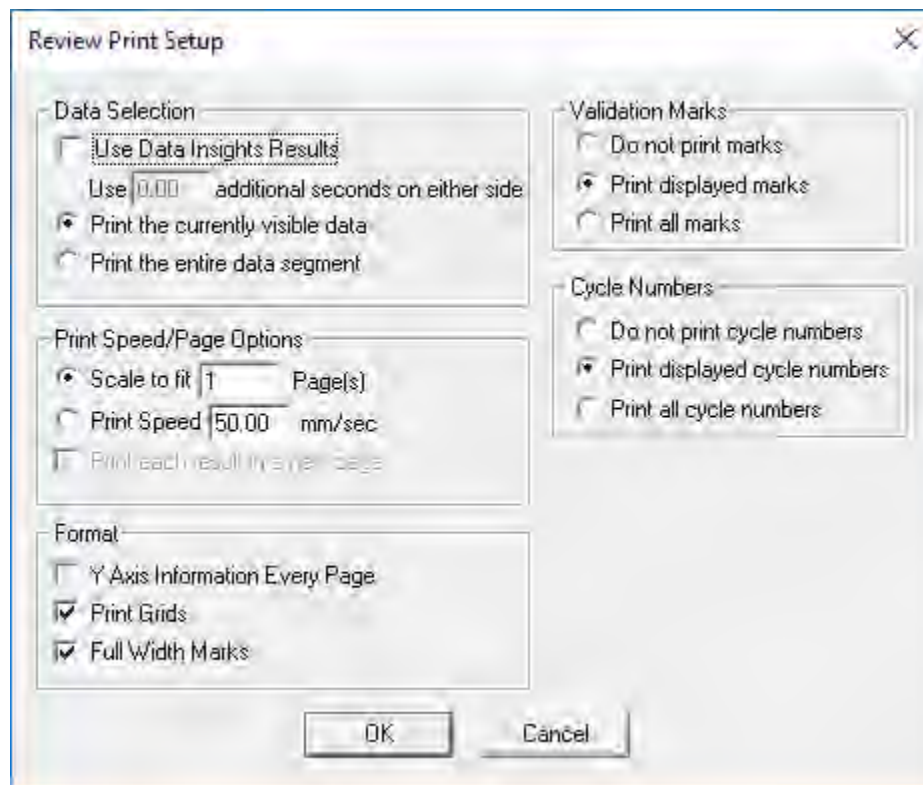 Review Print Setup
Data Selection
Use Data Insights Results
Use 0.00 additional seconds on either side
Print the currently visible data
Print the entire data segment
Print Speed/Page Options
Scale to fit 1 Page(s)
Print Speed 50.00 mm/sec
Print each result in a new page
Format
Y Axis Information Every Page
Print Grids
Full Width Marks
Validation Marks
Do not print marks
Print displayed marks
Print all marks
Cycle Numbers
Do not print cycle numbers
Print displayed cycle numbers
Print all cycle numbers
OK Cancel